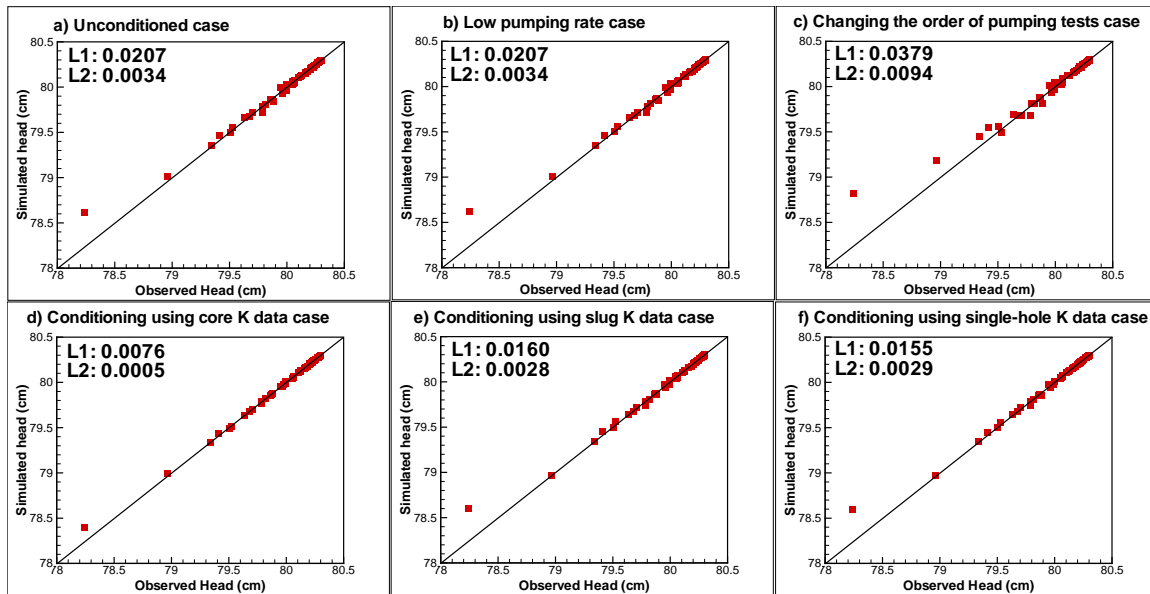 a) Unconditioned case
L1: 0.0207
L2: 0.0034
Simulated head (cm)
80.5
80
79.5
79
78.5
78
78 78.5 79 79.5 80 80.5
Observed Head (cm)
b) Low pumping rate case
L1: 0.0207
L2: 0.0034
Simulated head (cm)
80.5
80
79.5
79
78.5
78
78 78.5 79 79.5 80 80.5
Observed Head (cm)
c) Changing the order of pumping tests case
L1: 0.0379
L2: 0.0094
Simulated head (cm)
80.5
80
79.5
79
78.5
78
78 78.5 79 79.5 80 80.5
Observed Head (cm)
d) Conditioning using core K data case
L1: 0.0076
L2: 0.0005
Simulated head (cm)
80.5
80
79.5
79
78.5
78
78 78.5 79 79.5 80 80.5
Observed Head (cm)
e) Conditioning using slug K data case
L1: 0.0160
L2: 0.0028
Simulated head (cm)
80.5
80
79.5
79
78.5
78
78 78.5 79 79.5 80 80.5
Observed Head (cm)
f) Conditioning using single-hole K data case
L1: 0.0155
L2: 0.0029
Simulated head (cm)
80.5
80
79.5
79
78.5
78
78 78.5 79 79.5 80 80.5
Observed Head (cm)